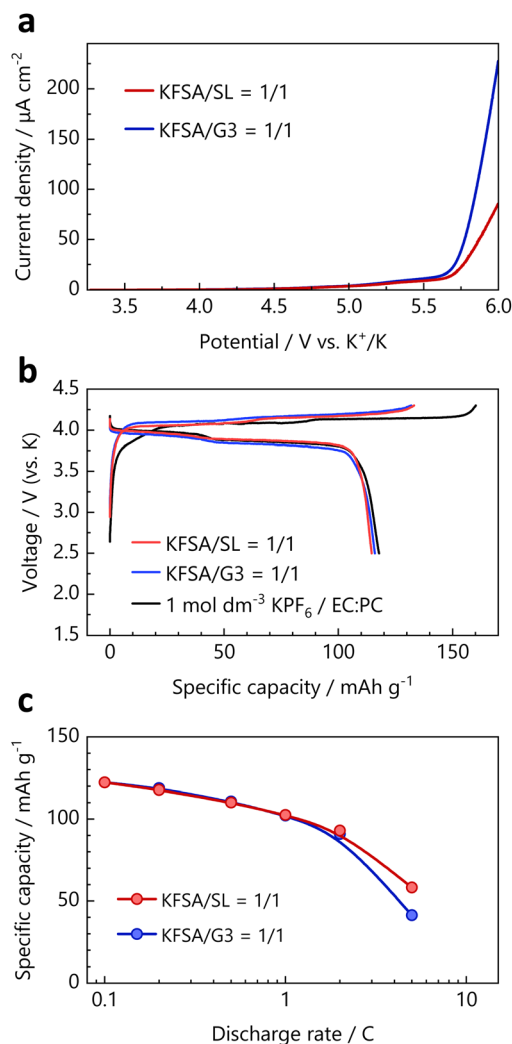 a
Current density / µA cm⁻²
200
150
100
50
0
KFSA/SL = 1/1
KFSA/G3 = 1/1
3.5 4.0 4.5 5.0 5.5 6.0
Potential / V vs. K⁺/K
b
Voltage / V (vs. K)
4.5
4.0
3.5
3.0
2.5
2.0
1.5
KFSA/SL = 1/1
KFSA/G3 = 1/1
1 mol dm⁻³ KPF₆ / EC:PC
0 50 100 150
Specific capacity / mAh g⁻¹
c
Specific capacity / mAh g⁻¹
150
100
50
0
KFSA/SL = 1/1
KFSA/G3 = 1/1
0.1 1 10
Discharge rate / C